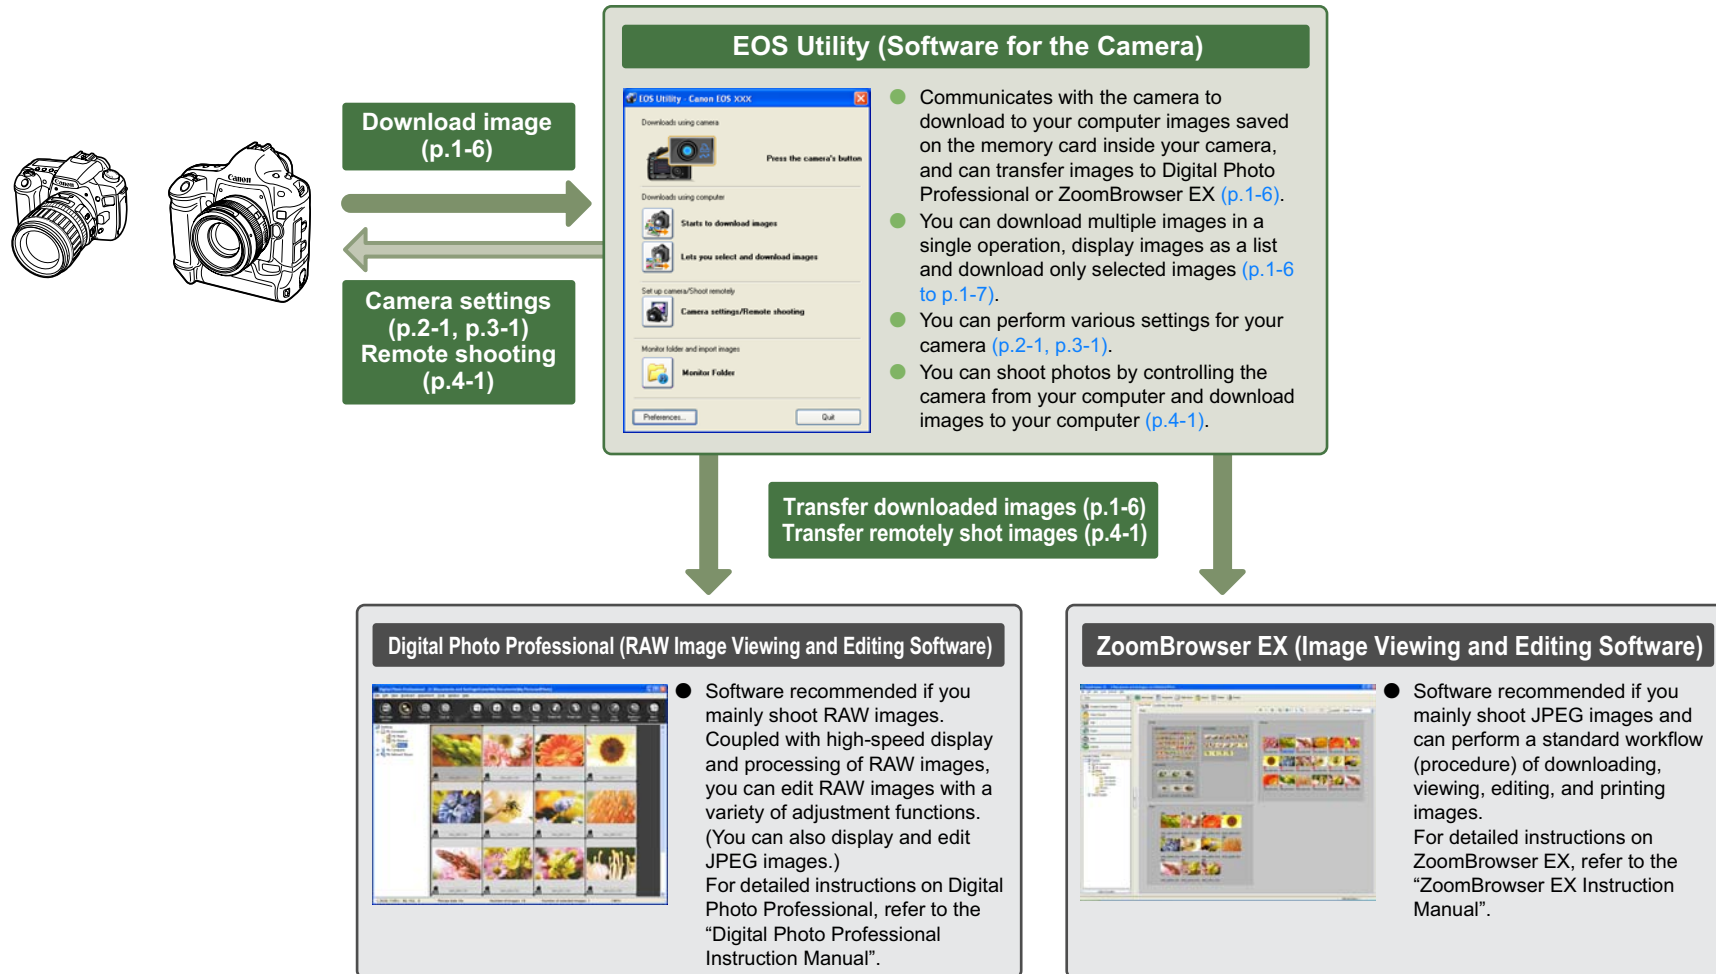 EOS Utility (Software for the Camera)
Download image
(p.1-6)
Camera settings
(p.2-1, p.3-1)
Remote shooting
(p.4-1)
Canon
Canon
EOS Utility - Canon EOS XXX
Downloads using camera
Press the camera's button
Downloads using computer
Starts to download images
Lets you select and download images
Set up camera/Shoot remotely
Camera settings/Remote shooting
Monitor folder and import images
Monitor Folder
Preferences...
Quit
Communicates with the camera to
download to your computer images saved
on the memory card inside your camera,
and can transfer images to Digital Photo
Professional or ZoomBrowser EX (p.1-6).
You can download multiple images in a
single operation, display images as a list
and download only selected images (p.1-6
to p.1-7).
You can perform various settings for your
camera (p.2-1, p.3-1).
You can shoot photos by controlling the
camera from your computer and download
images to your computer (p.4-1).
Transfer downloaded images (p.1-6)
Transfer remotely shot images (p.4-1)
Digital Photo Professional (RAW Image Viewing and Editing Software)
Software recommended if you
mainly shoot RAW images.
Coupled with high-speed display
and processing of RAW images,
you can edit RAW images with a
variety of adjustment functions.
(You can also display and edit
JPEG images.)
For detailed instructions on Digital
Photo Professional, refer to the
“Digital Photo Professional
Instruction Manual”.
ZoomBrowser EX (Image Viewing and Editing Software)
Software recommended if you
mainly shoot JPEG images and
can perform a standard workflow
(procedure) of downloading,
viewing, editing, and printing
images.
For detailed instructions on
ZoomBrowser EX, refer to the
“ZoomBrowser EX Instruction
Manual”.